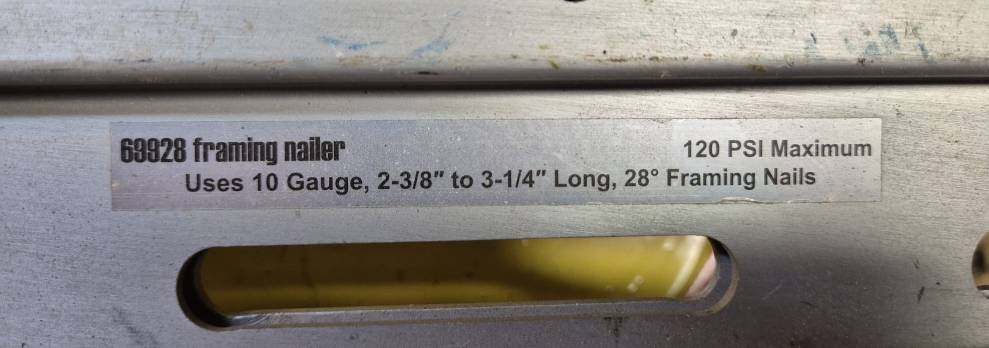 69928 framing nailer 120 PSI Maximum
Uses 10 Gauge, 2-3/8″ to 3-1/4″ Long, 28° Framing Nails